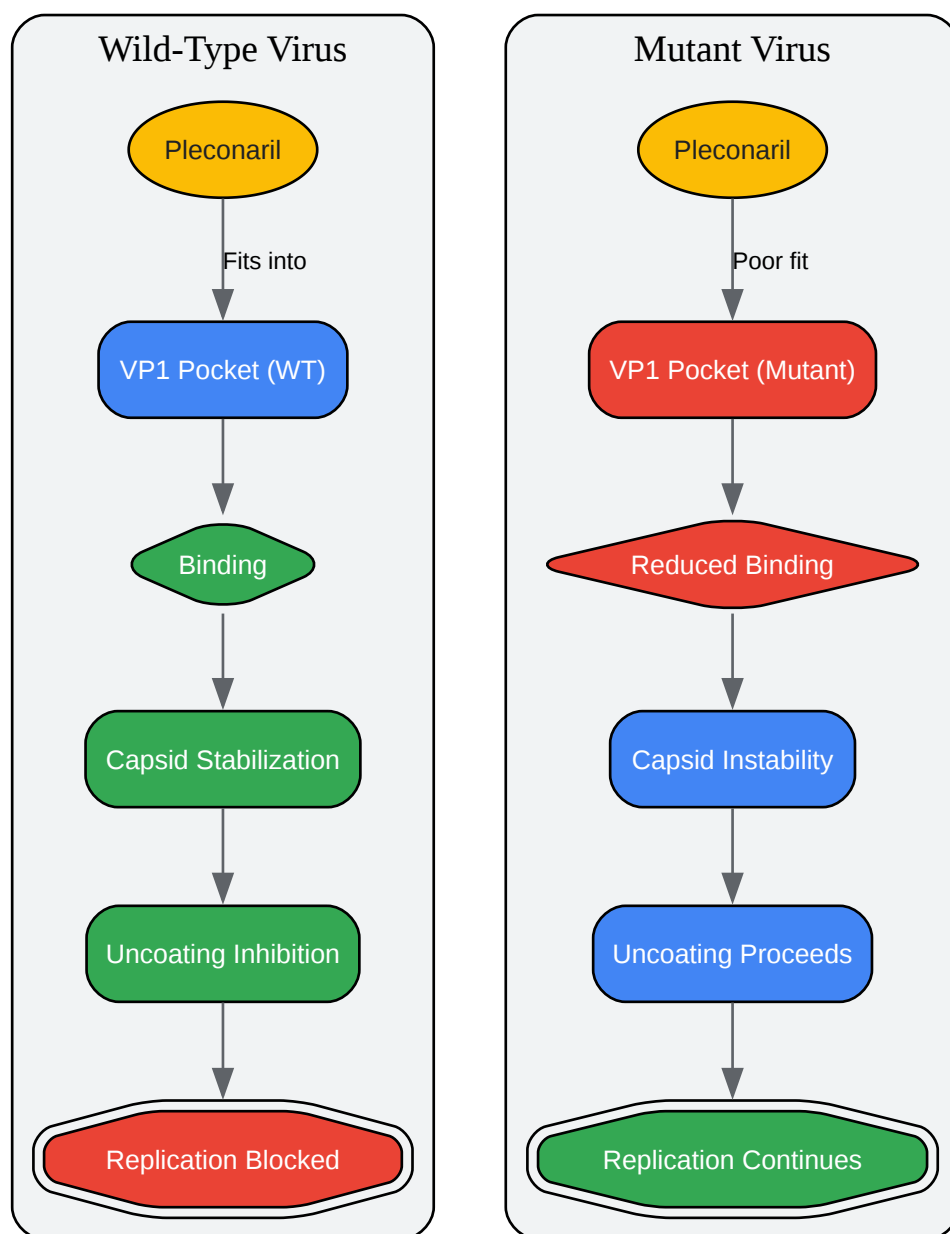 Wild-Type Virus
Pleconaril
Fits into
VP1 Pocket (WT)
Binding
Capsid Stabilization
Uncoating Inhibition
Replication Blocked
Mutant Virus
Pleconaril
Poor fit
VP1 Pocket (Mutant)
Reduced Binding
Capsid Instability
Uncoating Proceeds
Replication Continues